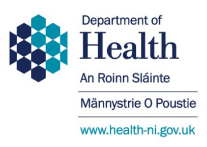 Department of
Health
An Roinn Sláinte
Männystrie O Poustie
www.health-ni.gov.uk